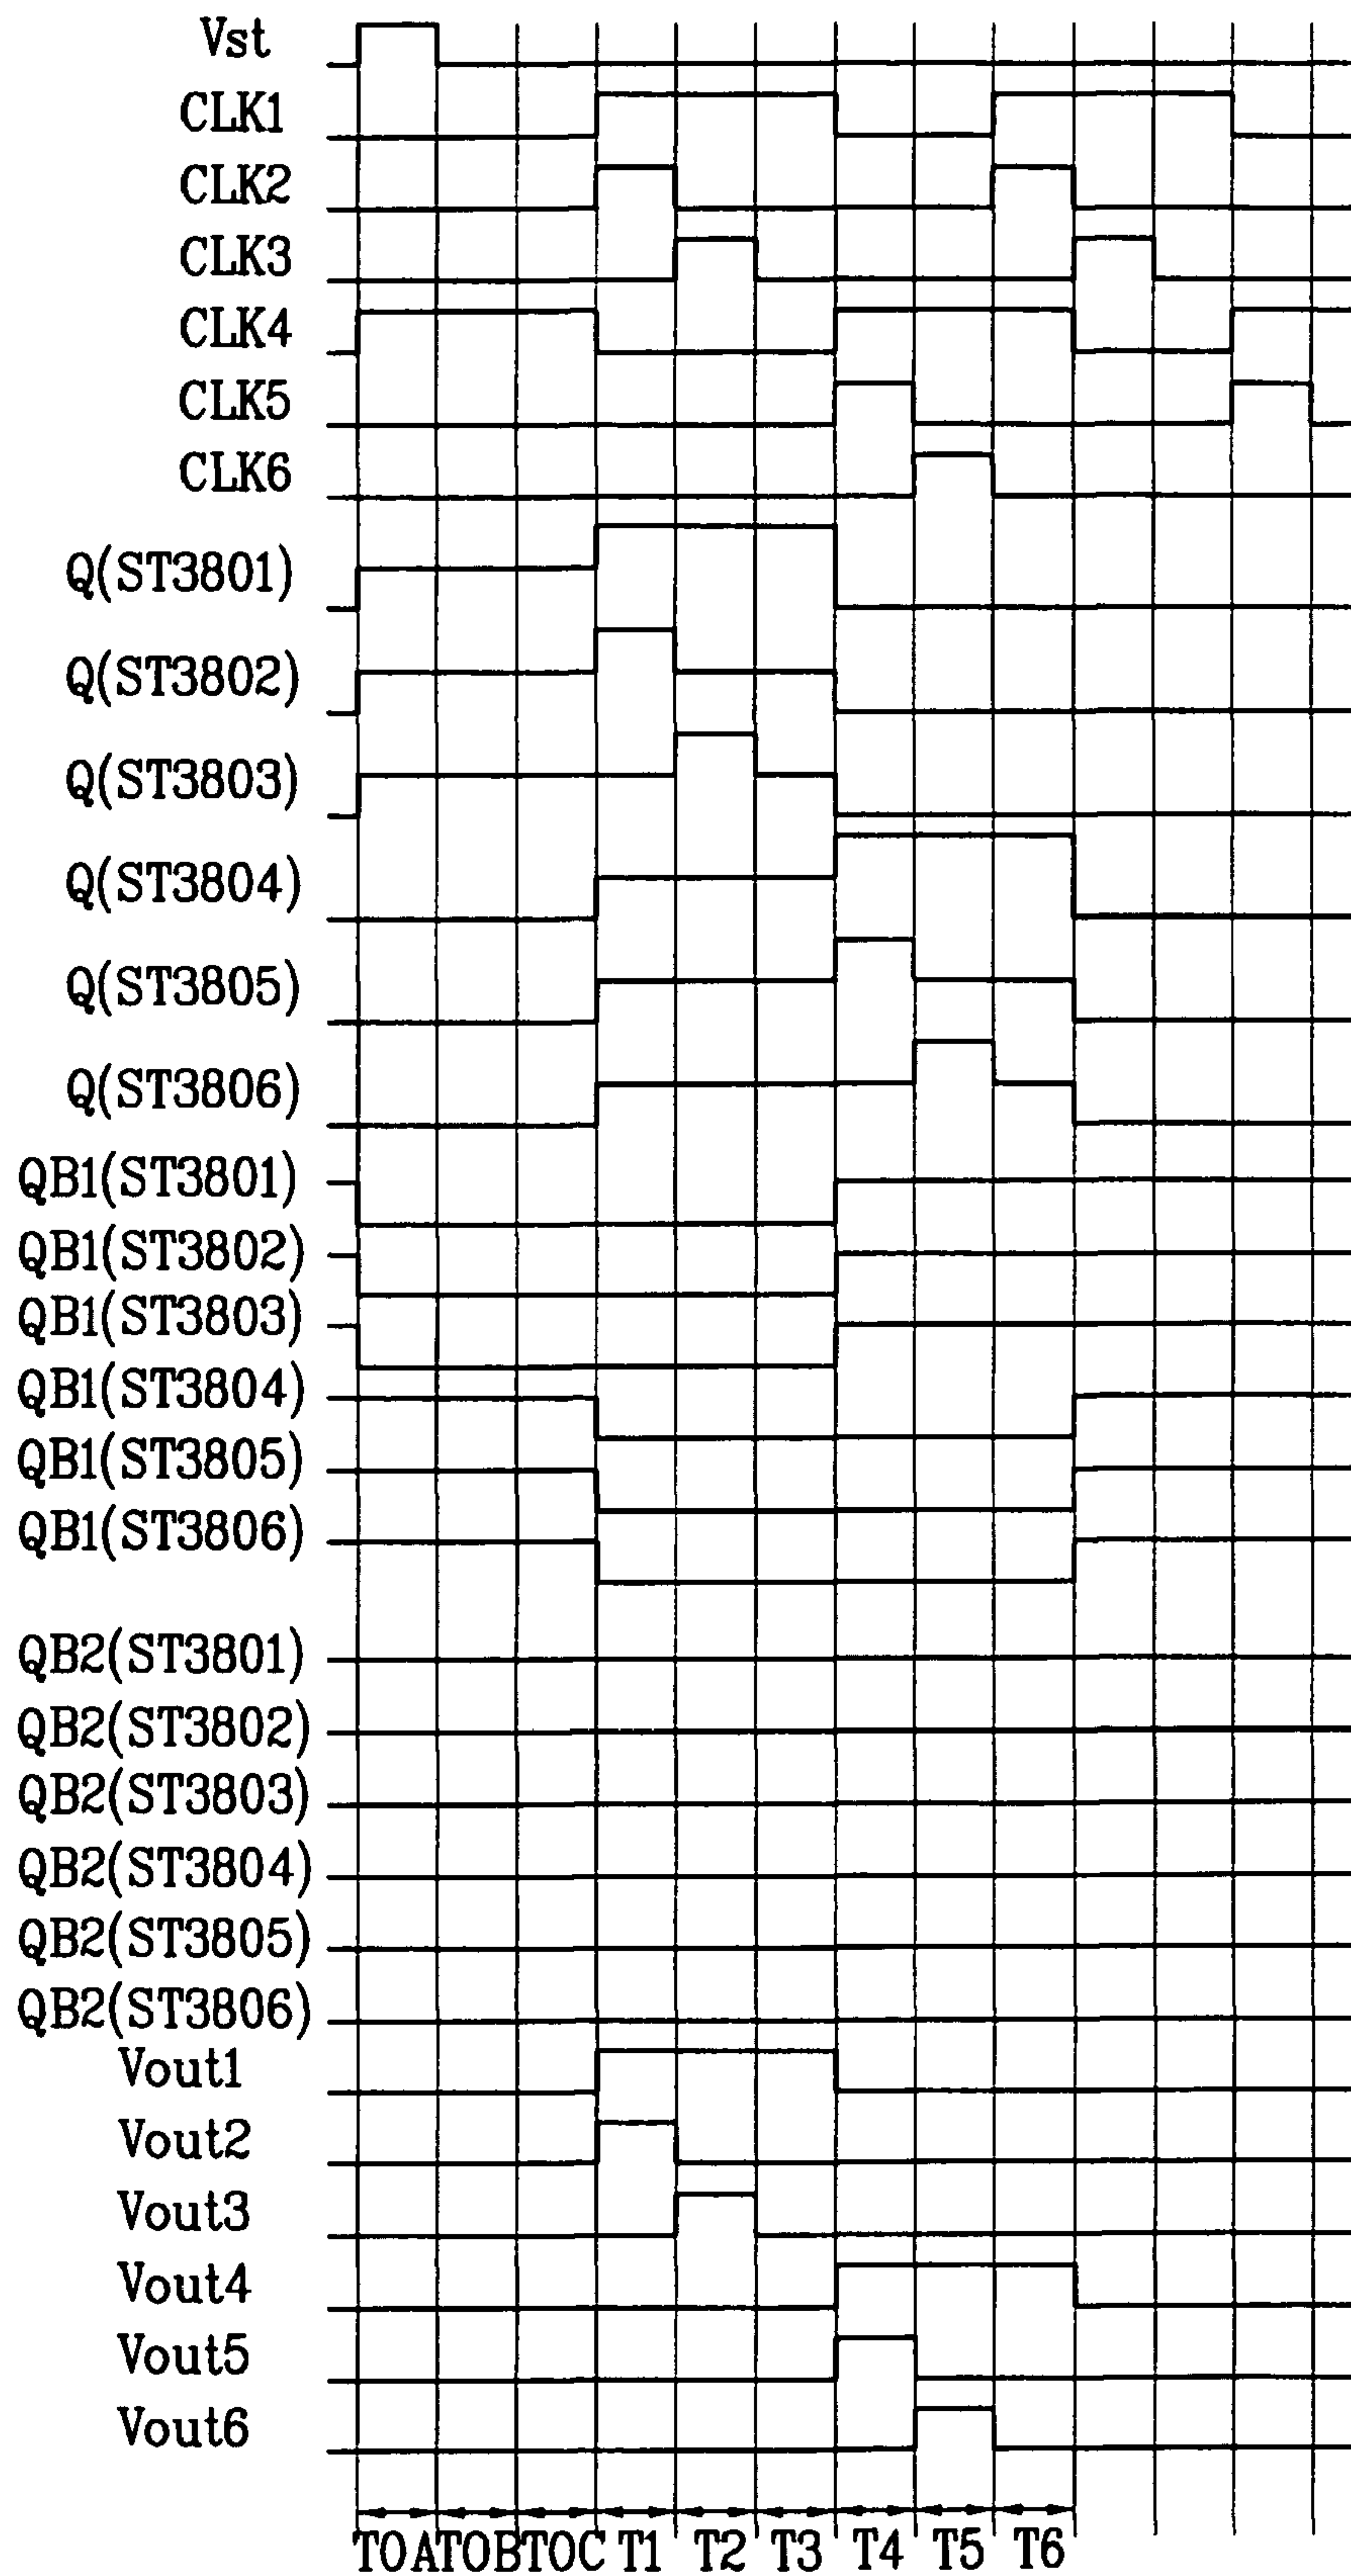 Vst
CLK1
CLK2
CLK3
CLK4
CLK5
CLK6
Q(ST3801)
Q(ST3802)
Q(ST3803)
Q(ST3804)
Q(ST3805)
Q(ST3806)
QB1(ST3801)
QB1(ST3802)
QB1(ST3803)
QB1(ST3804)
QB1(ST3805)
QB1(ST3806)
QB2(ST3801)
QB2(ST3802)
QB2(ST3803)
QB2(ST3804)
QB2(ST3805)
QB2(ST3806)
Vout1
Vout2
Vout3
Vout4
Vout5
Vout6
T0A T0B T0C T1 T2 T3 T4 T5 T6